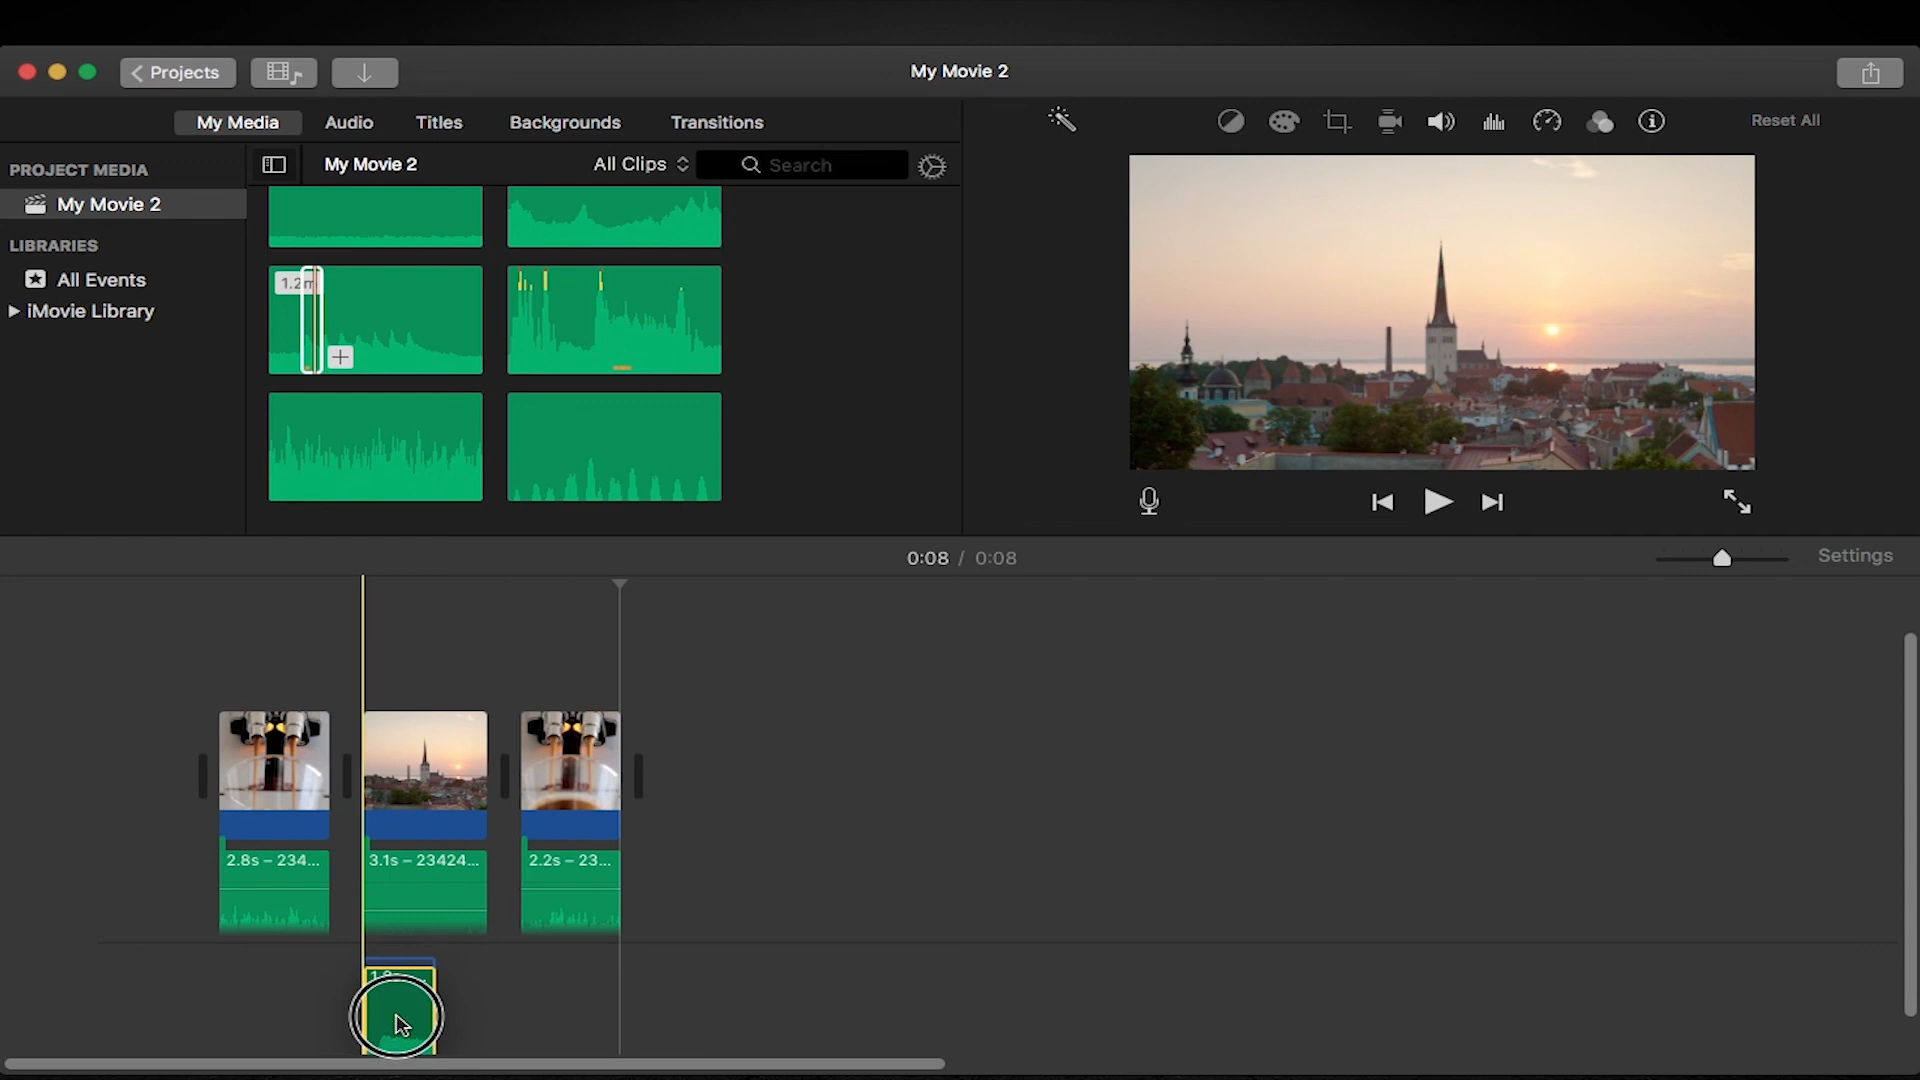 Projects
My Movie 2
My Media
Audio
Titles
Backgrounds
Transitions
Reset All
PROJECT MEDIA
My Movie 2
All Clips
Search
My Movie 2
LIBRARIES
All Events
iMovie Library
1.2m
0:08 / 0:08
Settings
2.8s – 234...
3.1s – 23424...
2.2s – 23...